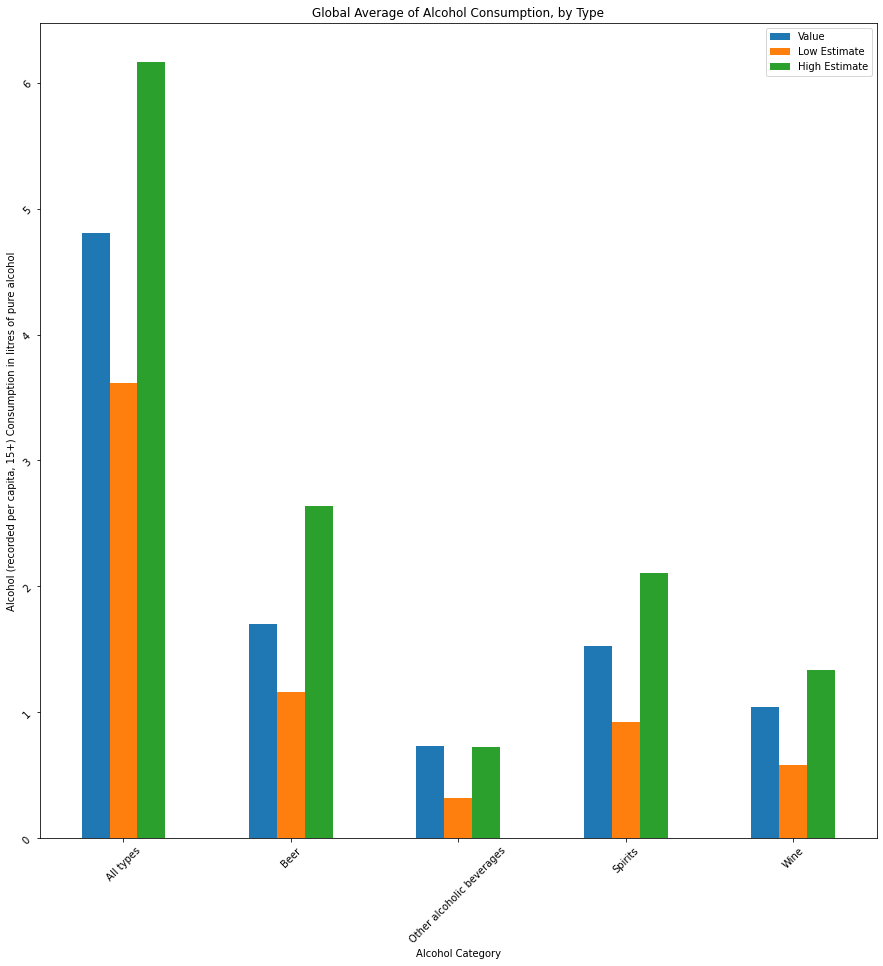 Global Average of Alcohol Consumption, by Type
Value
Low Estimate
High Estimate
Alcohol (recorded per capita, 15+) Consumption in litres of pure alcohol
6
5
4
3
2
1
0
All types
Beer
Other alcoholic beverages
Spirits
Wine
Alcohol Category